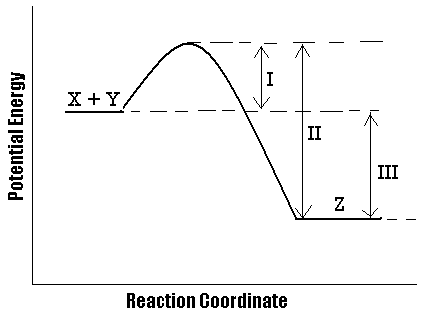 Potential Energy
X + Y
I
II
III
Z
Reaction Coordinate